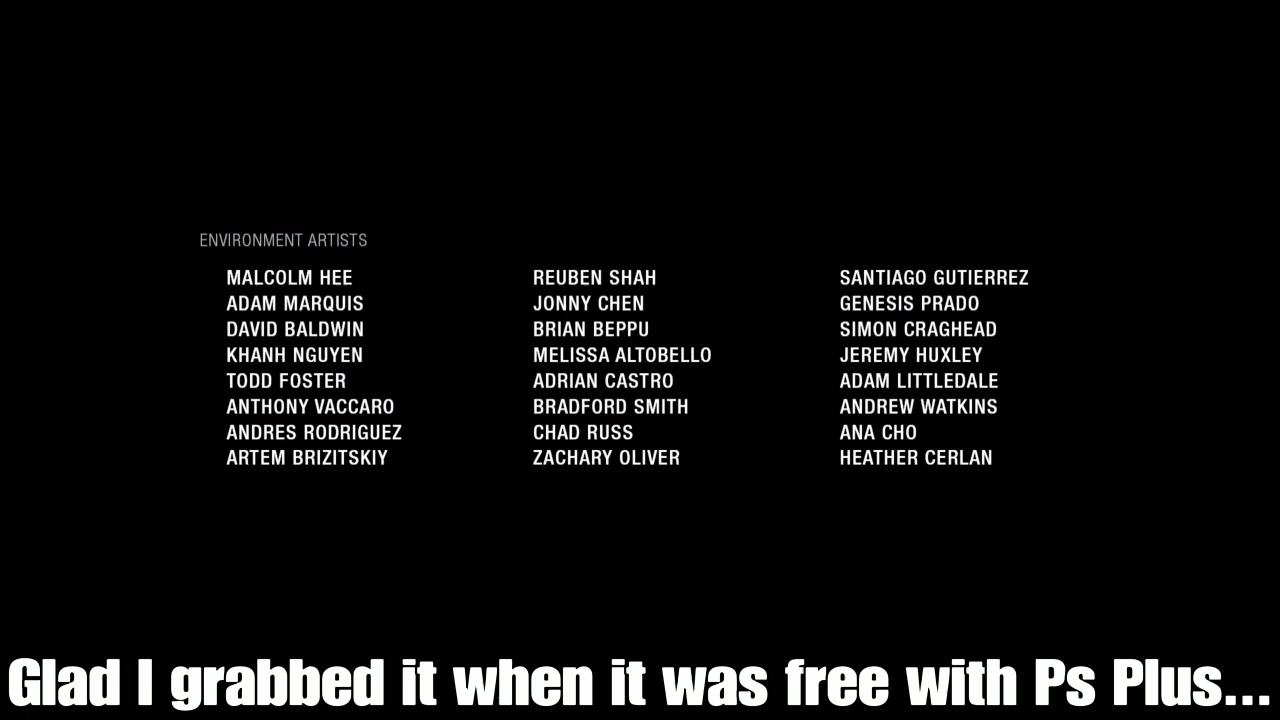 ENVIRONMENT ARTISTS
MALCOLM HEE
ADAM MARQUIS
DAVID BALDWIN
KHANH NGUYEN
TODD FOSTER
ANTHONY VACCARO
ANDRES RODRIGUEZ
ARTEM BRIZITSKIY
REUBEN SHAH
JONNY CHEN
BRIAN BEPPU
MELISSA ALTOBELLO
ADRIAN CASTRO
BRADFORD SMITH
CHAD RUSS
ZACHARY OLIVER
SANTIAGO GUTIERREZ
GENESIS PRADO
SIMON CRAGHEAD
JEREMY HUXLEY
ADAM LITTLEDALE
ANDREW WATKINS
ANA CHO
HEATHER CERLAN
Glad I grabbed it when it was free with Ps Plus...